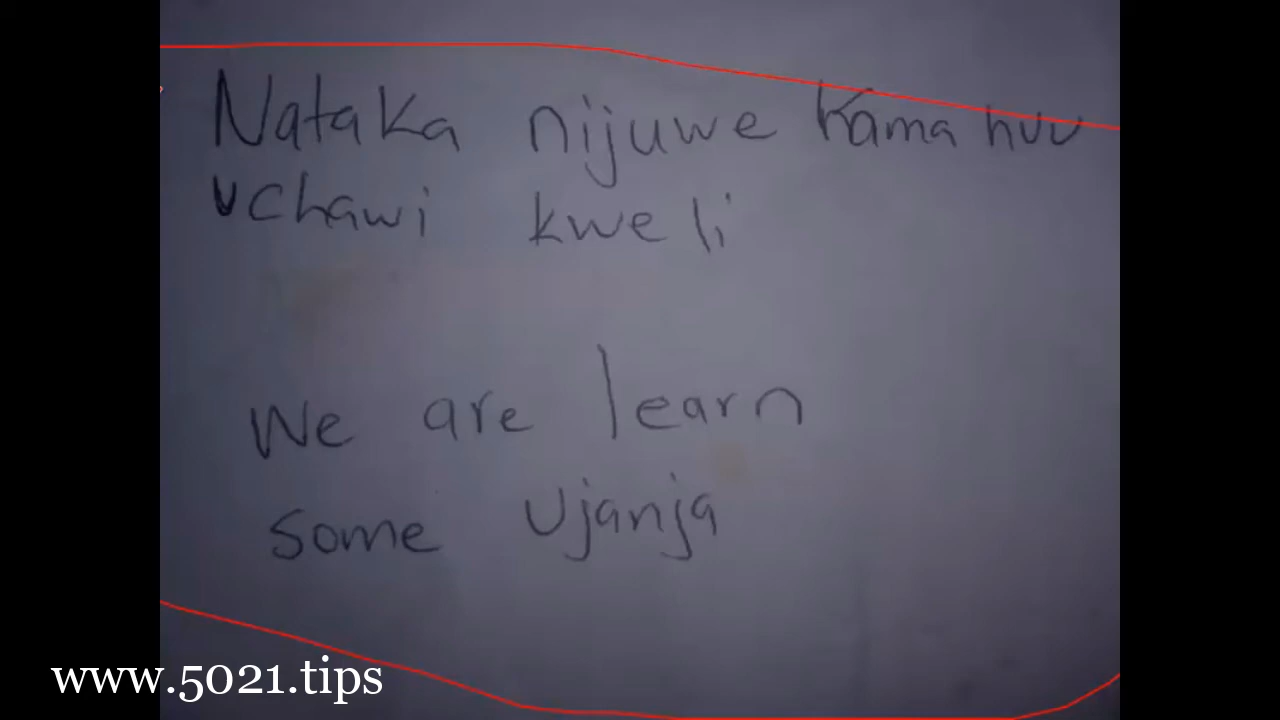 Nataka nijuwe kama huu
uchawi kweli
We are learn
some Ujanja
www.5021.tips